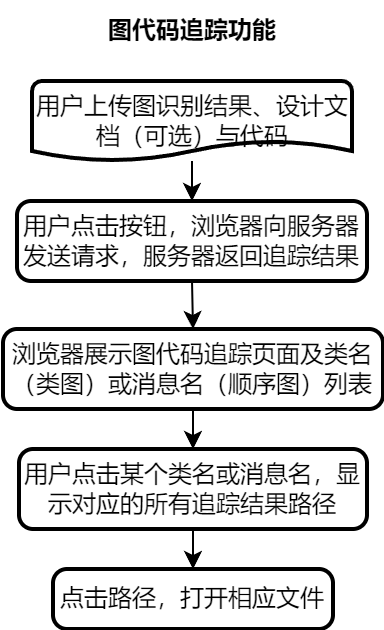 图代码追踪功能
用户上传图识别结果、设计文
档（可选）与代码
用户点击按钮，浏览器向服务器
发送请求，服务器返回追踪结果
浏览器展示图代码追踪页面及类名
（类图）或消息名（顺序图）列表
用户点击某个类名或消息名，显
示对应的所有追踪结果路径
点击路径，打开相应文件